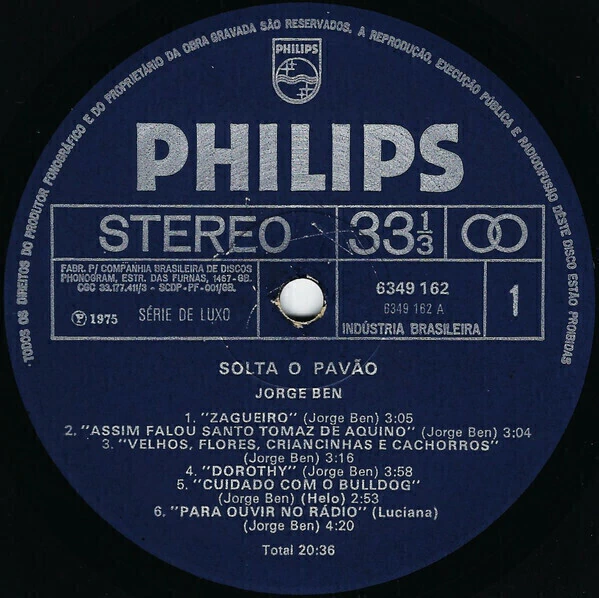 ·TODOS OS DIREITOS DO PRODUTOR FONOGRÁFICO E DO PROPRIETÁRIO DA OBRA GRAVADA SÃO RESERVADOS. A REPRODUÇÃO, EXECUÇÃO PÚBLICA E RADIODIFUSÃO DÊSTE DISCO ESTÃO PROIBIDAS
PHILIPS
PHILIPS
STEREO 33 1/3
FABR. P/ COMPANHIA BRASILEIRA DE DISCOS
PHONOGRAM, ESTR. DAS FURNAS, 1467-GB.
CGC 33.177.411/3 - SCDP-PF-001/GB.
Ⓟ 1975 SÉRIE DE LUXO
6349 162
6349 162 A
INDÚSTRIA BRASILEIRA
1
SOLTA O PAVÃO
JORGE BEN
1. "ZAGUEIRO" (Jorge Ben) 3:05
2. "ASSIM FALOU SANTO TOMAZ DE AQUINO" (Jorge Ben) 3:04
3. "VELHOS, FLORES, CRIANCINHAS E CACHORROS"
(Jorge Ben) 3:16
4. "DOROTHY" (Jorge Ben) 3:58
5. "CUIDADO COM O BULLDOG"
(Jorge Ben) (Helo) 2:53
6. "PARA OUVIR NO RÁDIO" (Luciana)
(Jorge Ben) 4:20
Total 20:36